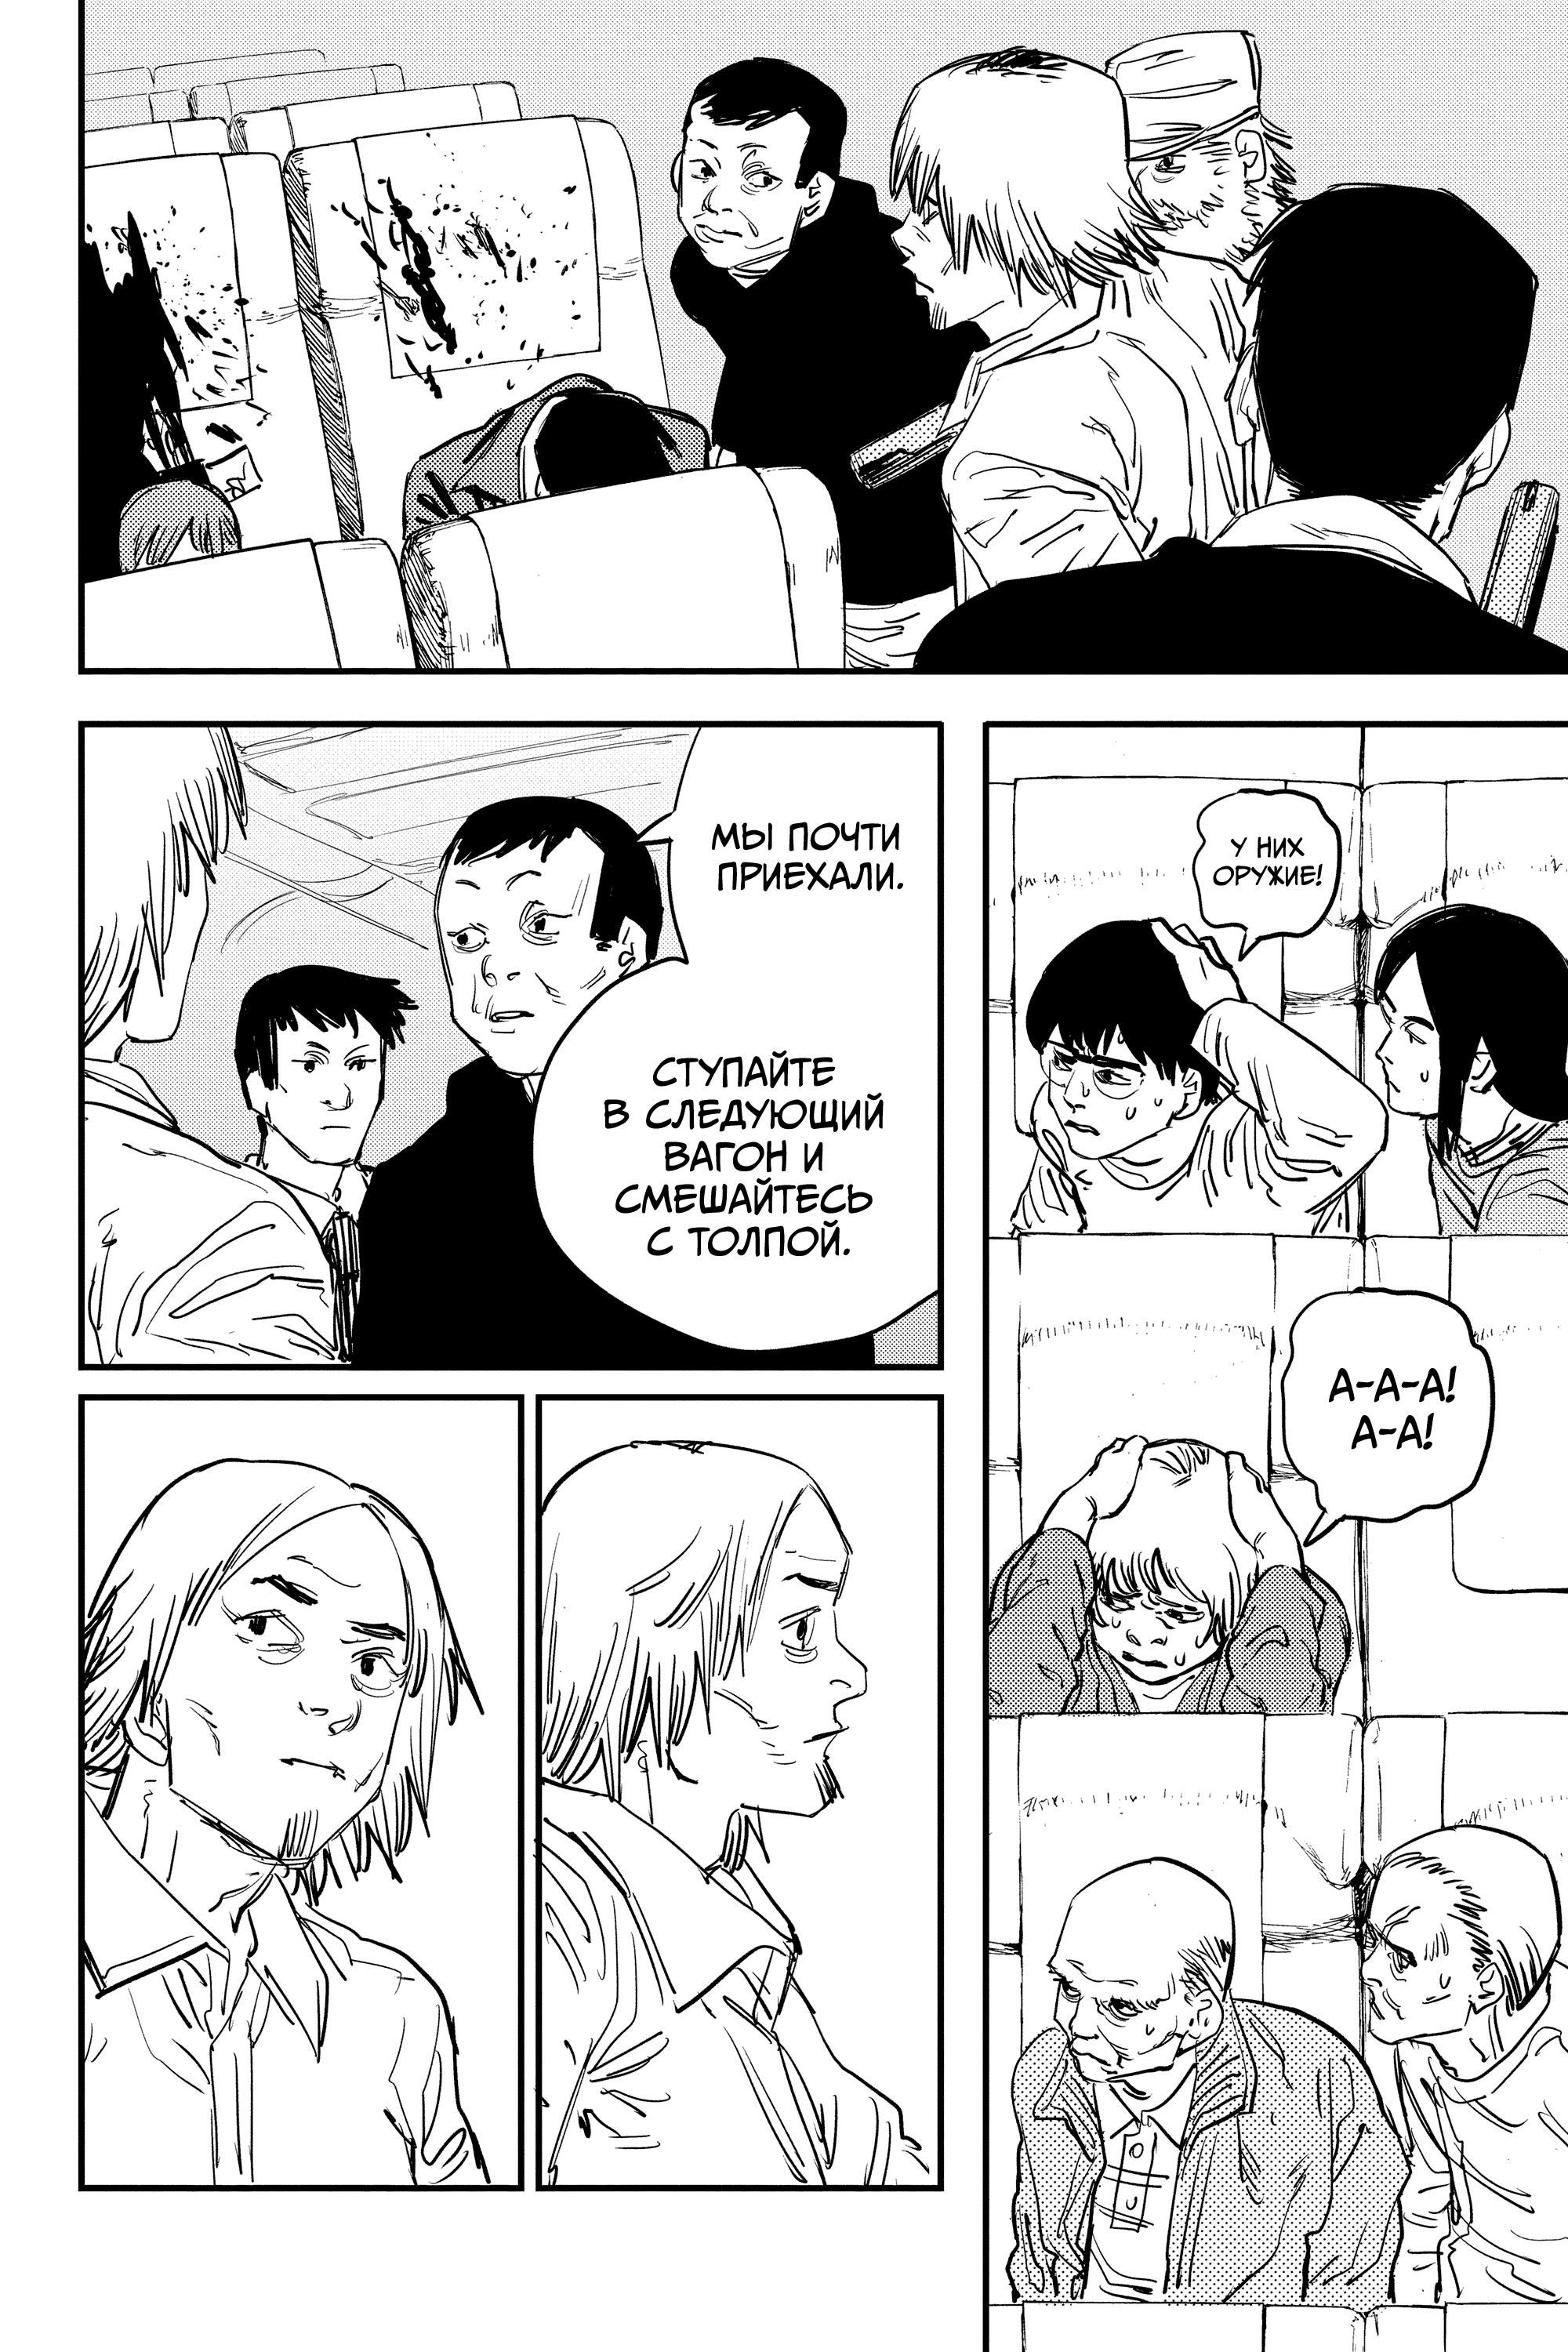 У НИХ
ОРУЖИЕ!
А-А-А!
А-А!
МЫ ПОЧТИ
ПРИЕХАЛИ.
СТУПАЙТЕ
В СЛЕДУЮЩИЙ
ВАГОН И
СМЕШАЙТЕСЬ
С ТОЛПОЙ.